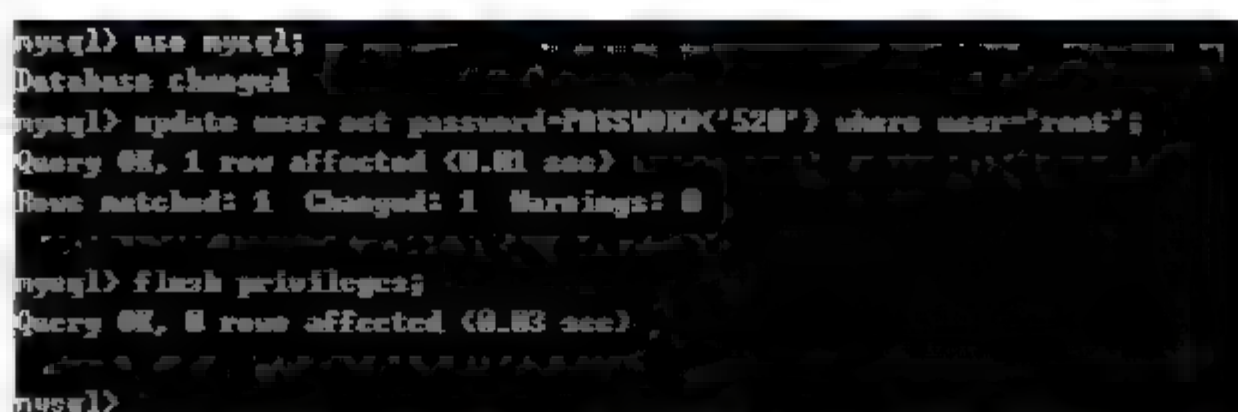 mysql> use mysql;
Database changed
mysql> update user set password=PASSWORD('520') where user='root';
Query OK, 1 row affected (0.01 sec)
Rows matched: 1  Changed: 1  Warnings: 0
mysql> flush privileges;
Query OK, 0 rows affected (0.03 sec)
mysql>